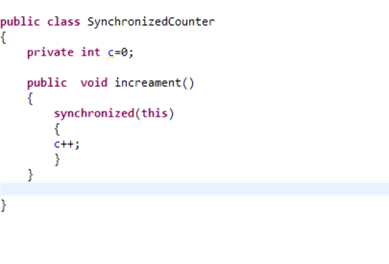 public class SynchronizedCounter
{
    private int c=0;
    public  void increament()
    {
        synchronized(this)
        {
        c++;
        }
    }
}